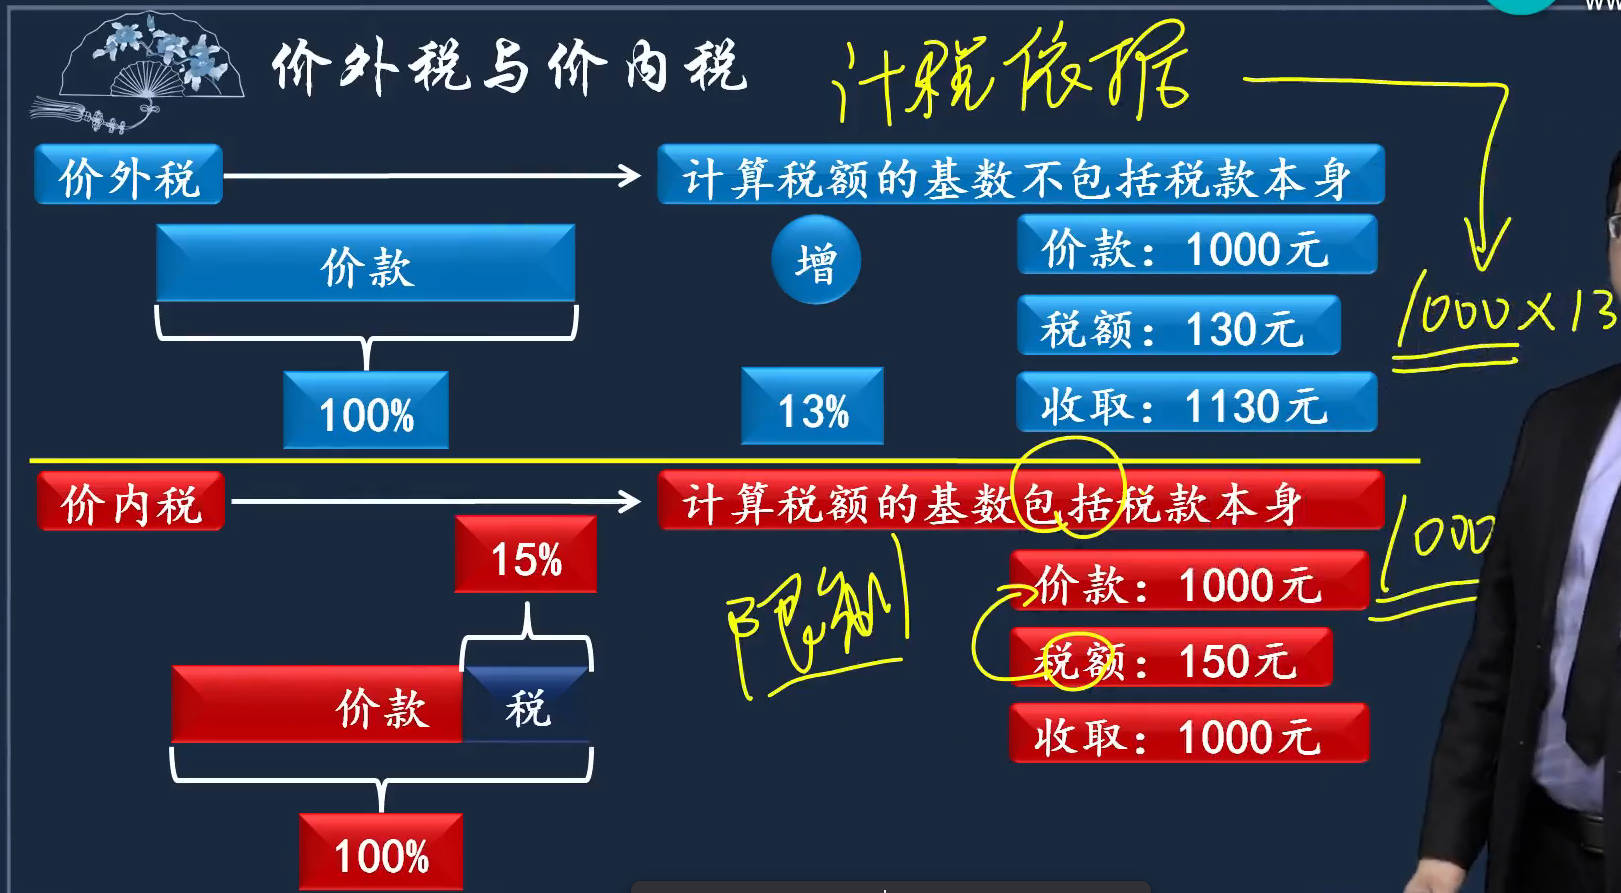 价外税与价内税
计税依据
价外税
计算税额的基数不包括税款本身
价款
增
价款：1000元
1000×13
税额：130元
100%
13%
收取：1130元
价内税
计算税额的基数包括税款本身
15%
1000
限制
价款：1000元
税额：150元
价款
税
收取：1000元
100%